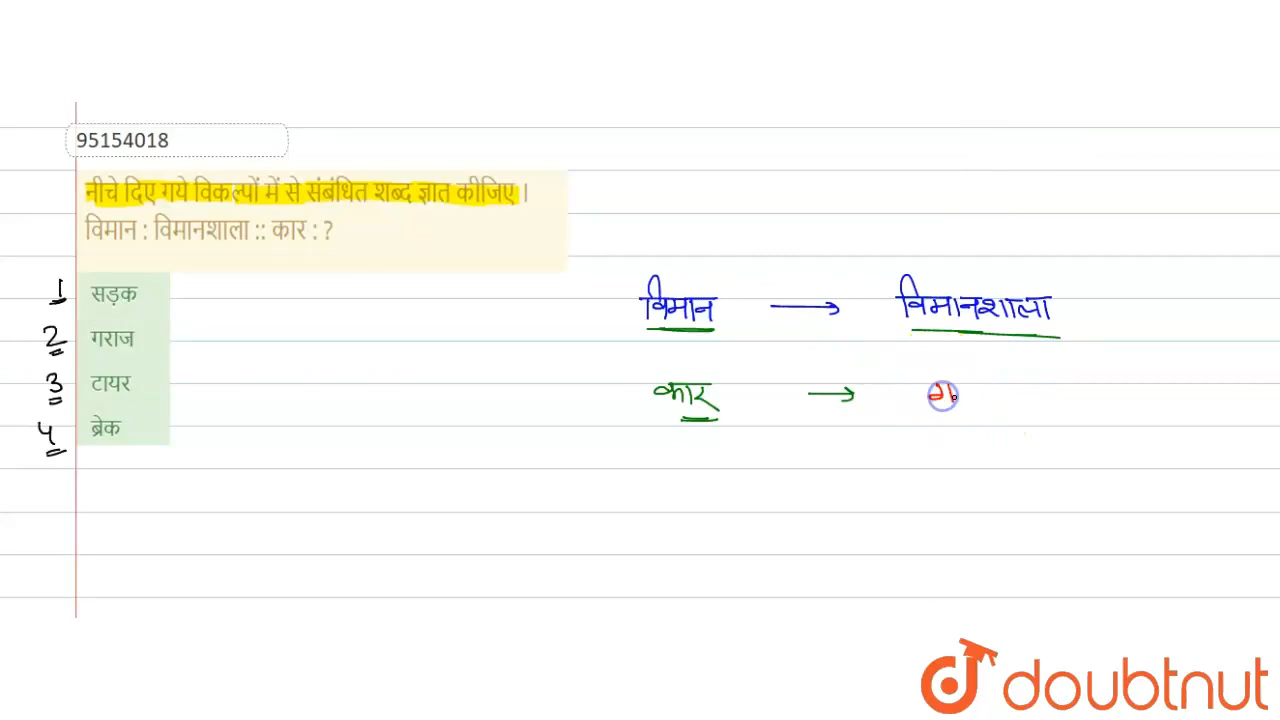 95154018
नीचे दिए गये विकल्पों में से संबंधित शब्द ज्ञात कीजिए ।
विमान : विमानशाला :: कार : ?
1 सड़क
2 गराज
3 टायर
4 ब्रेक
विमान → विमानशाला
कार → ग
doubtnut